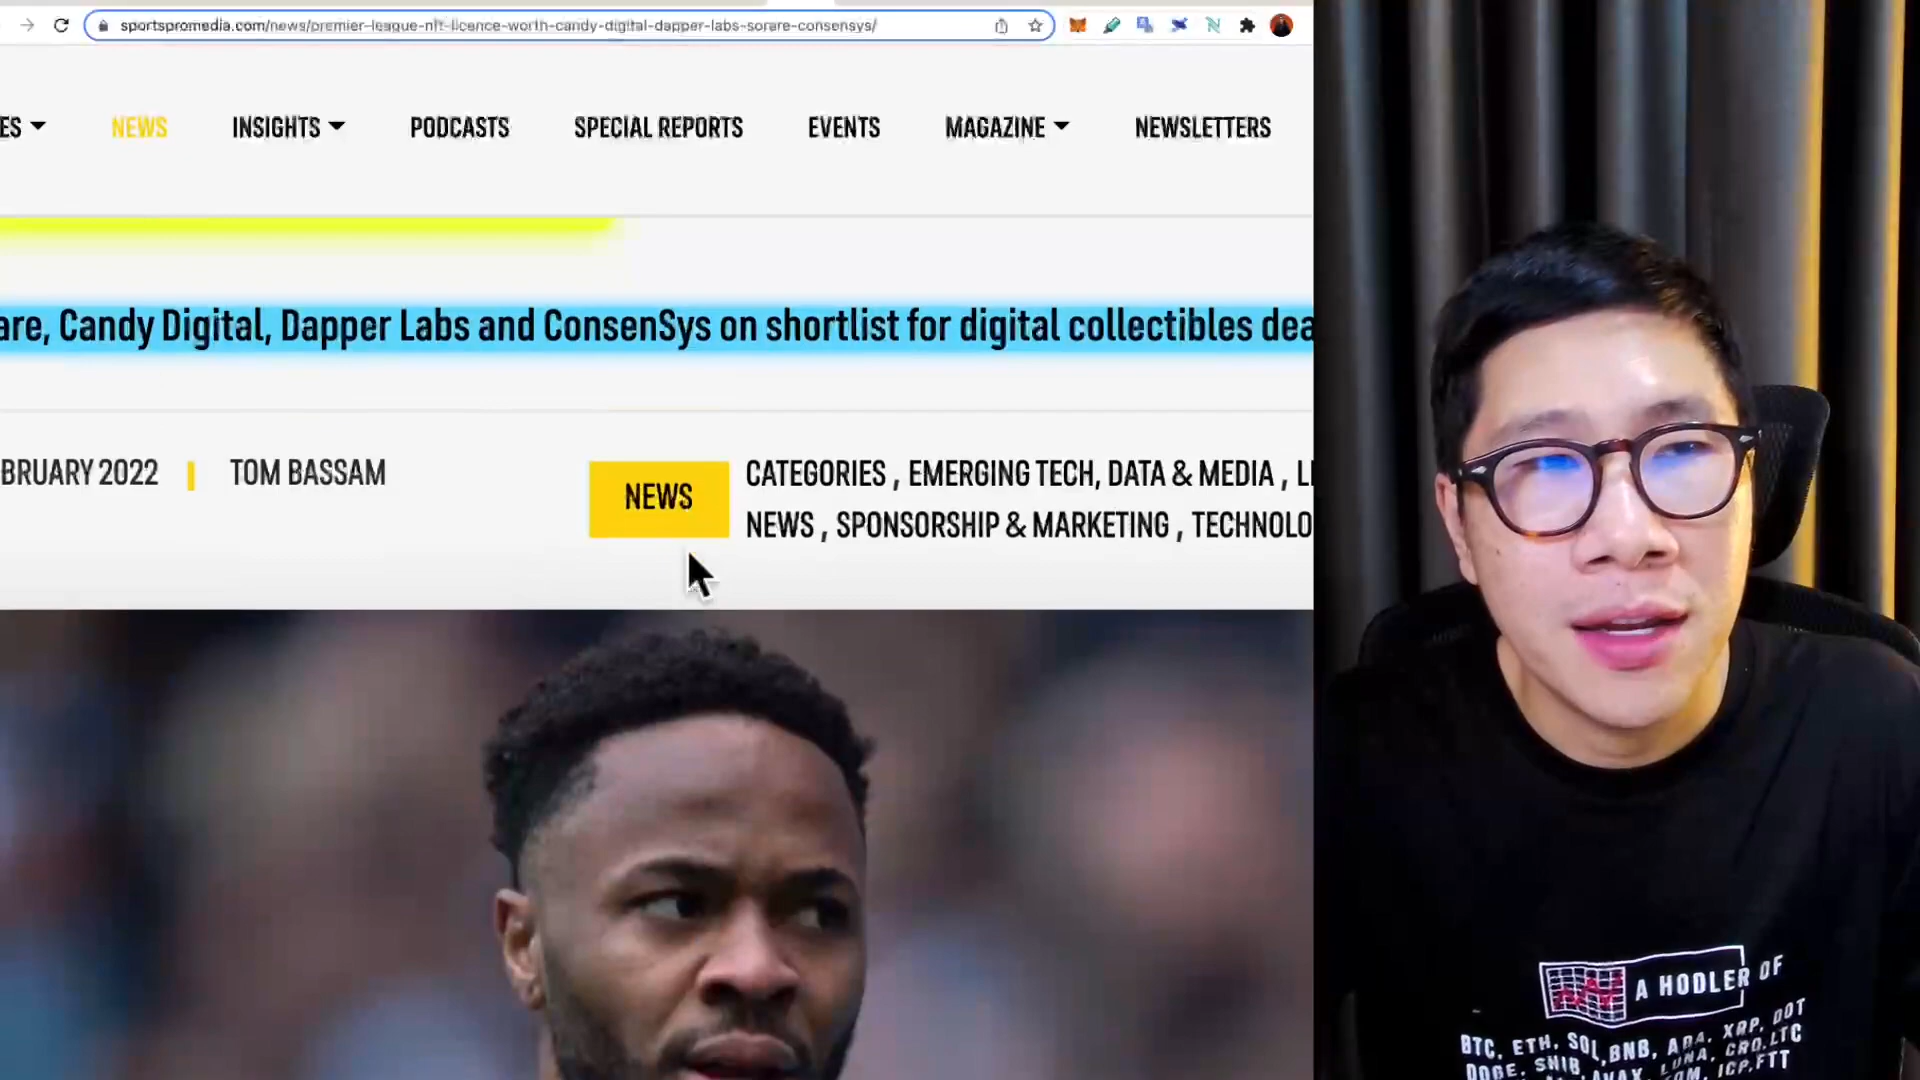 sportspromedia.com/news/premier-league-nft-licence-worth-candy-digital-dapper-labs-sorare-consensys/
ES
NEWS
INSIGHTS
PODCASTS
SPECIAL REPORTS
EVENTS
MAGAZINE
NEWSLETTERS
are, Candy Digital, Dapper Labs and ConsenSys on shortlist for digital collectibles dea
BRUARY 2022
TOM BASSAM
NEWS
CATEGORIES , EMERGING TECH, DATA & MEDIA , LI
NEWS , SPONSORSHIP & MARKETING , TECHNOLO
A HODLER OF
BTC, ETH, SOL, BNB, ADA, XRP, DOT
DOGE, SHIB, AVAX, LUNA, CRO, LTC
ICP, FTT